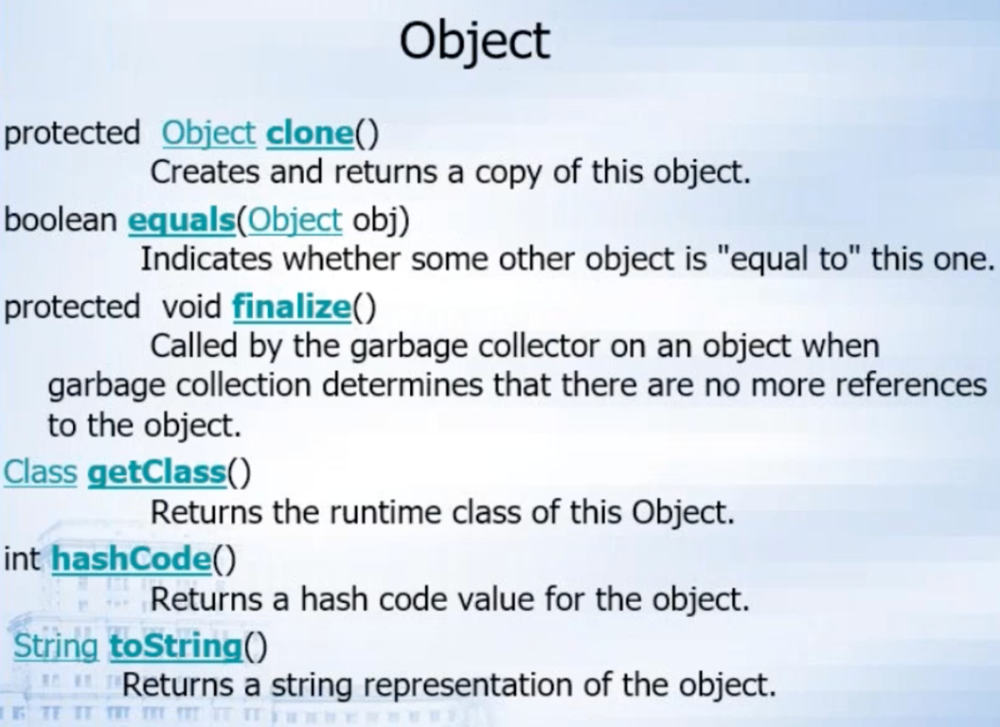 Object
protected Object clone()
Creates and returns a copy of this object.
boolean equals(Object obj)
Indicates whether some other object is "equal to" this one.
protected void finalize()
Called by the garbage collector on an object when
garbage collection determines that there are no more references
to the object.
Class getClass()
Returns the runtime class of this Object.
int hashCode()
Returns a hash code value for the object.
String toString()
Returns a string representation of the object.